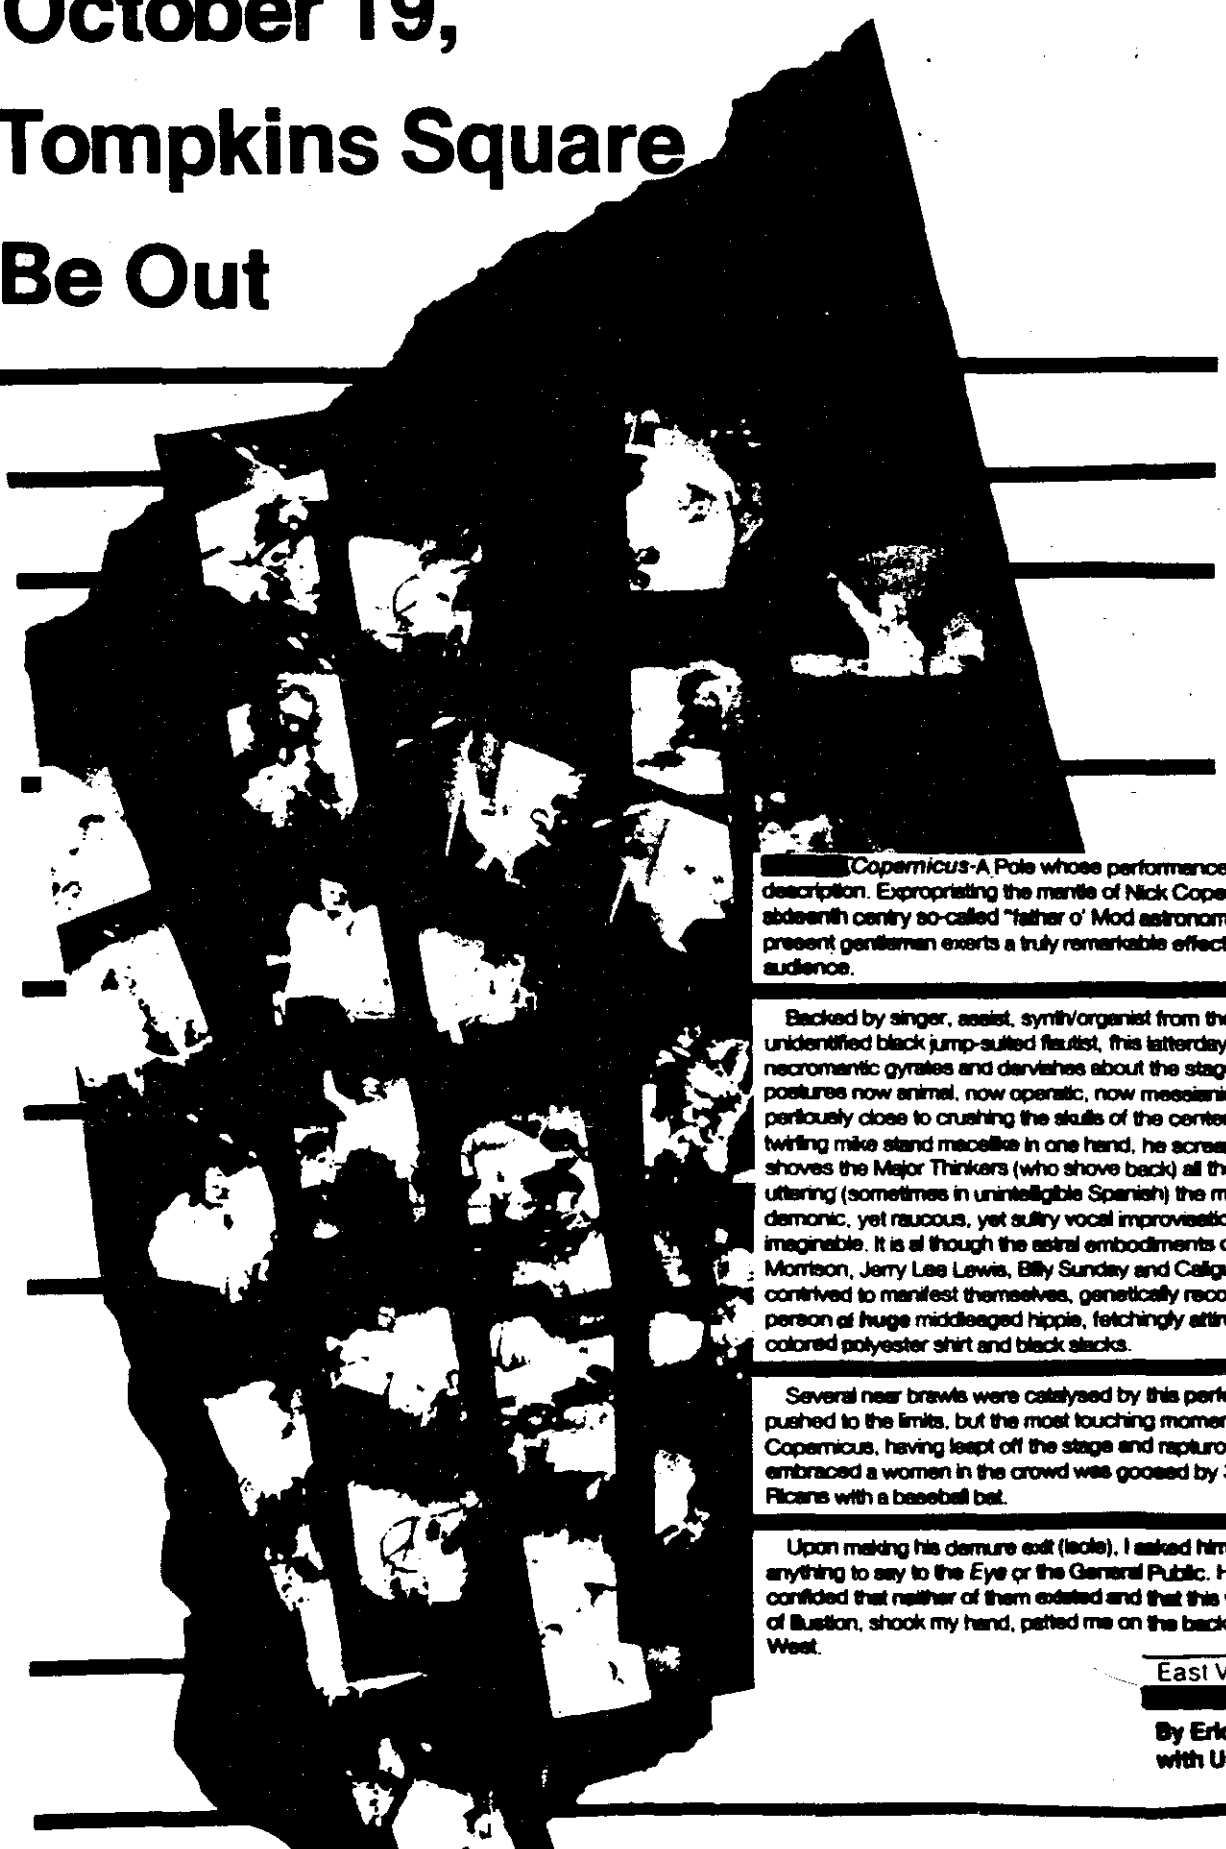 October 19,
Tompkins Square
Be Out
Copernicus-A Pole whose performance
description. Expropriating the mantle of Nick Cope
sixteenth centry so-called "father o' Mod astronom
present gentleman exerts a truly remarkable effect
audience.
Backed by singer, assist, synth/organist from the
unidentified black jump-suited flautist, this latterday
necromantic gyrates and dervishes about the stag
postures now animal, now operatic, now messianic
perilously close to crushing the skulls of the cente
twirling mike stand macelike in one hand, he screa
shoves the Major Thinkers (who shove back) all th
uttering (sometimes in unintelligible Spanish) the m
demonic, yet raucous, yet sultry vocal improvisatic
imaginable. It is al though the astral embodiments
Morrison, Jerry Lee Lewis, Billy Sunday and Caligu
contrived to manifest themselves, genetically reco
person of huge middleaged hippie, fetchingly attir
colored polyester shirt and black slacks.
Several near brawls were catalysed by this perf
pushed to the limits, but the most touching momen
Copernicus, having leapt off the stage and rapturo
embraced a women in the crowd was goosed by
Ricans with a baseball bat.
Upon making his demure exit (isole), I asked him
anything to say to the Eye or the General Public. H
confided that neither of them existed and that this
of illustion, shook my hand, patted me on the back
West.
East V
By Eric
with U